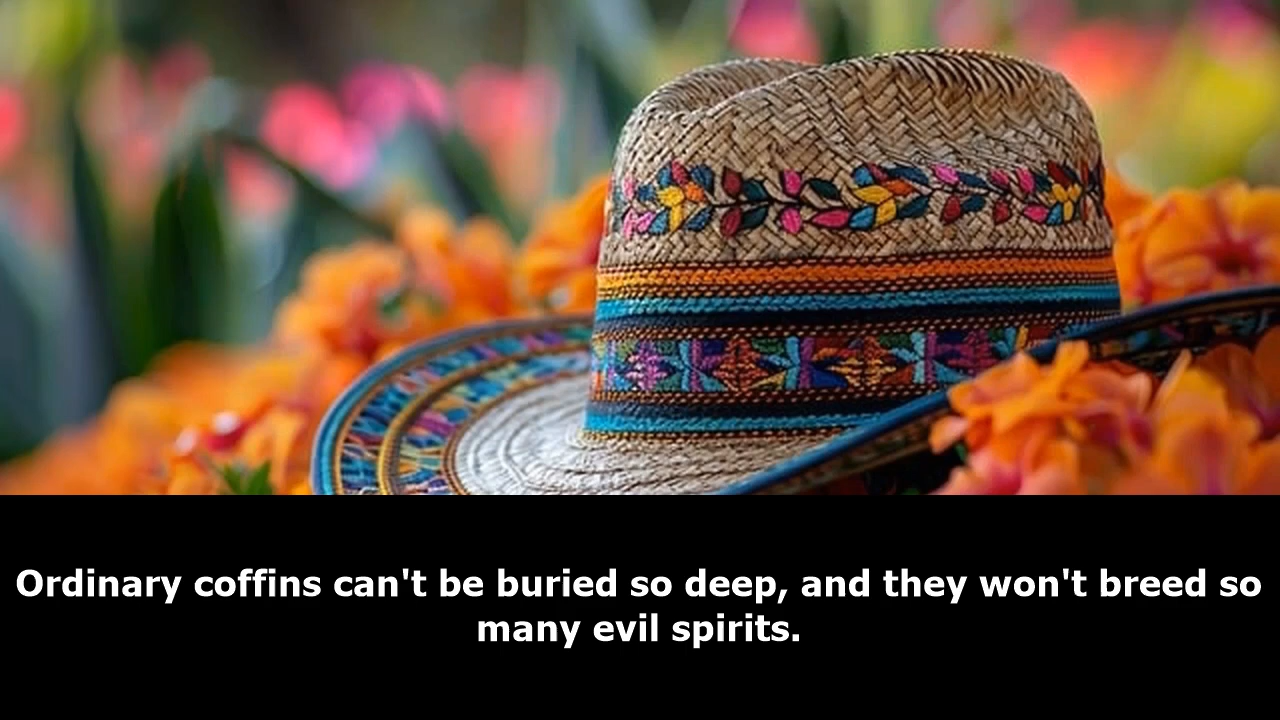 Ordinary coffins can't be buried so deep, and they won't breed so
many evil spirits.